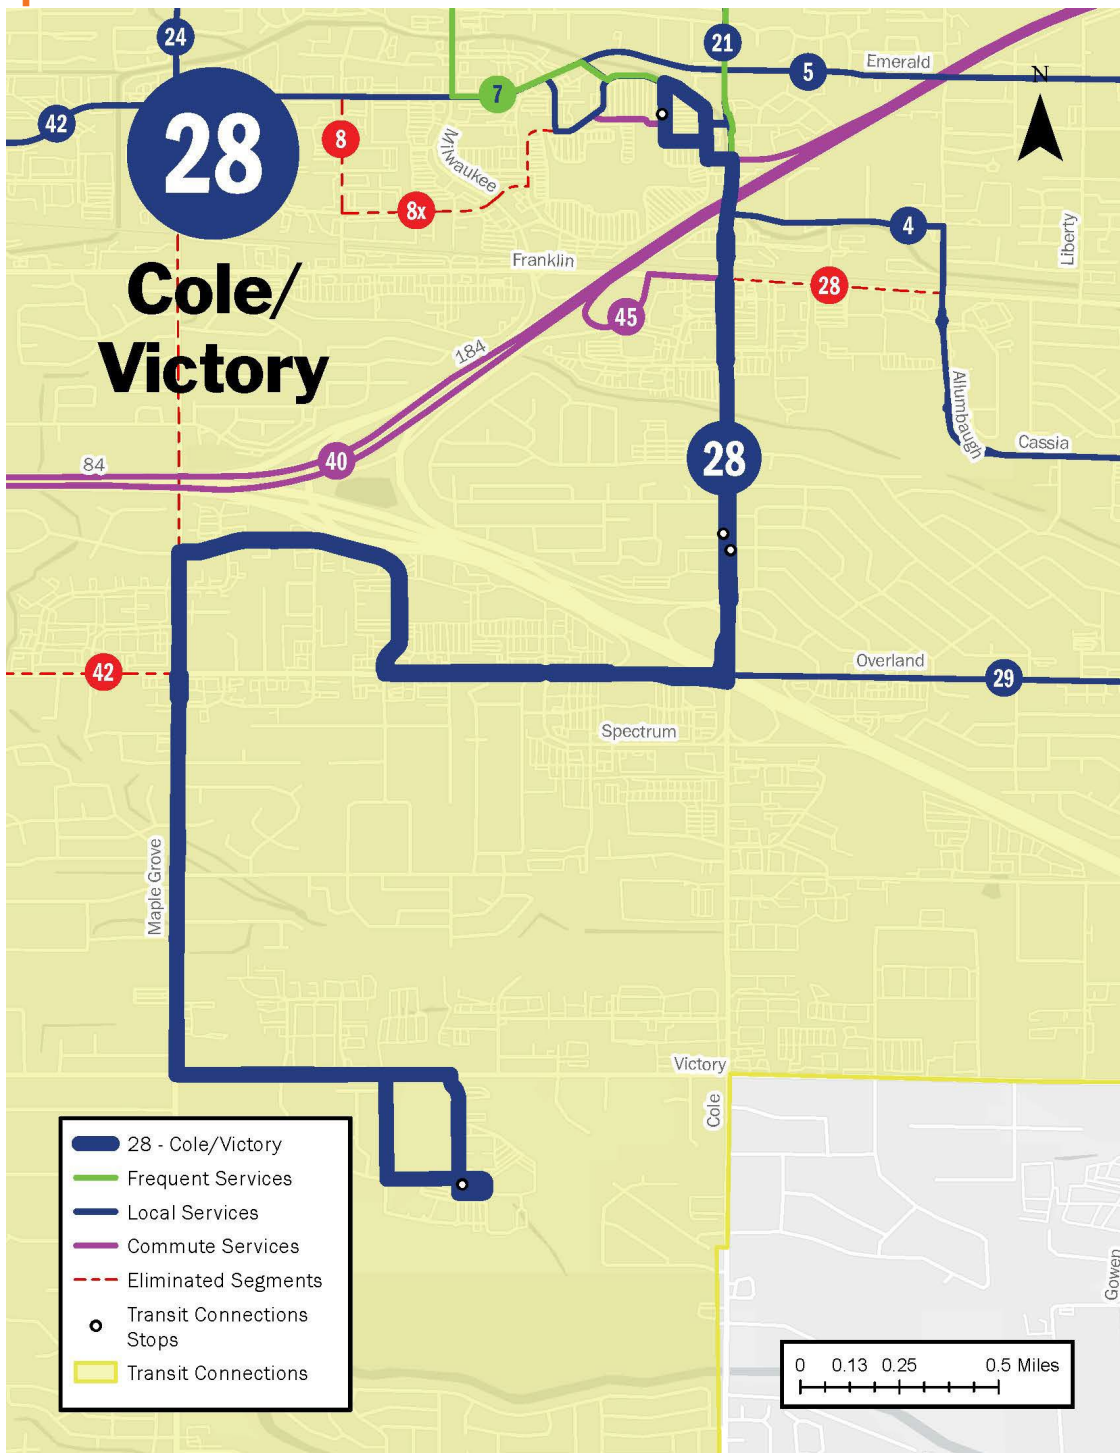 24
21
5
Emerald
N
7
42
28
8
Milwaukee
8x
4
Liberty
Franklin
Cole/
Victory
28
45
184
Allumbaugh
Cassia
84
40
28
42
Overland
29
Spectrum
Maple Grove
Victory
Cole
Gowen
28 - Cole/Victory
Frequent Services
Local Services
Commute Services
Eliminated Segments
Transit Connections
Stops
Transit Connections
0 0.13 0.25 0.5 Miles